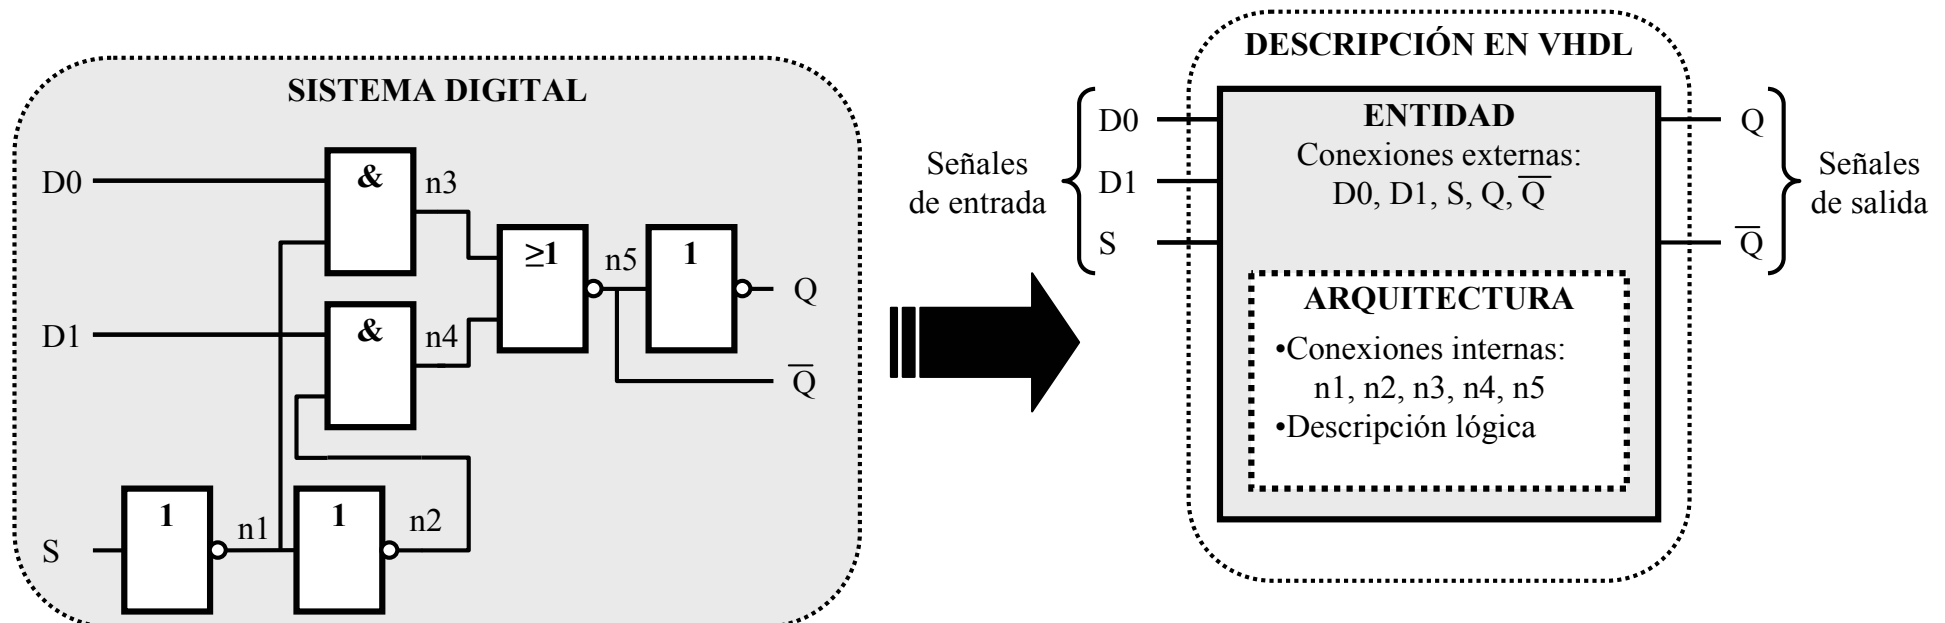 SISTEMA DIGITAL
D0
&
n3
≥1
n5
1
Q
D1
&
n4
Q̅
S
1
n1
1
n2
DESCRIPCIÓN EN VHDL
Señales
de entrada
D0
D1
S
ENTIDAD
Conexiones externas:
D0, D1, S, Q, Q̅
ARQUITECTURA
•Conexiones internas:
n1, n2, n3, n4, n5
•Descripción lógica
Q
Q̅
Señales
de salida